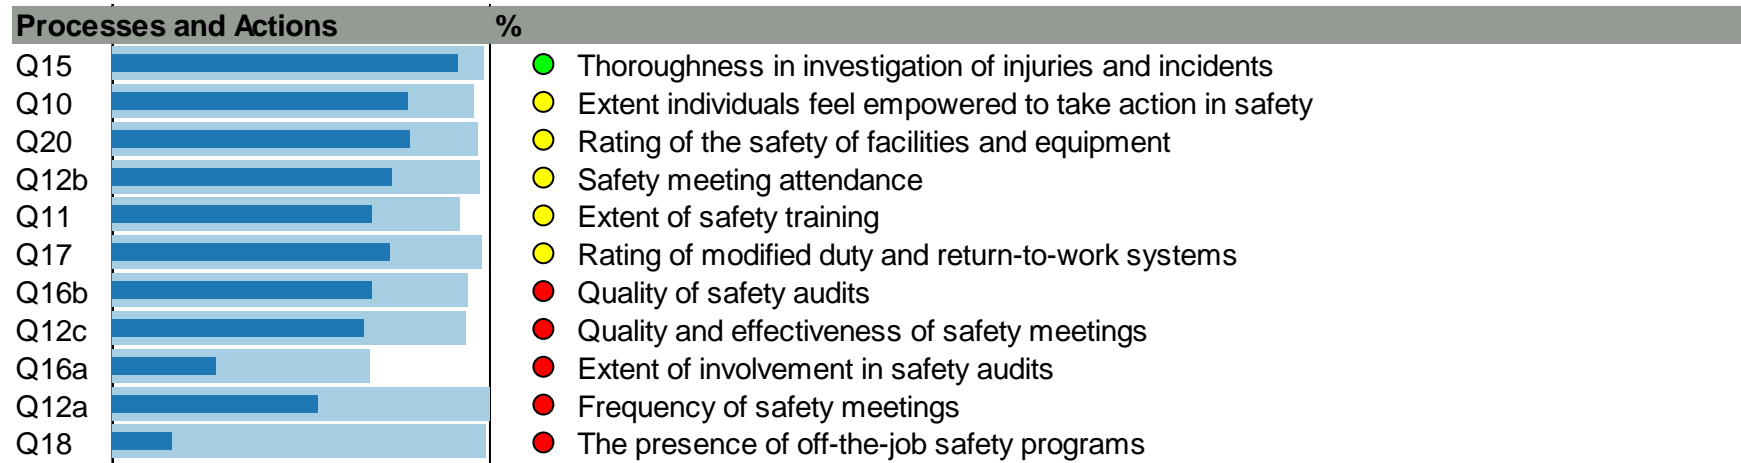 Processes and Actions %
Q15 Thoroughness in investigation of injuries and incidents
Q10 Extent individuals feel empowered to take action in safety
Q20 Rating of the safety of facilities and equipment
Q12b Safety meeting attendance
Q11 Extent of safety training
Q17 Rating of modified duty and return-to-work systems
Q16b Quality of safety audits
Q12c Quality and effectiveness of safety meetings
Q16a Extent of involvement in safety audits
Q12a Frequency of safety meetings
Q18 The presence of off-the-job safety programs